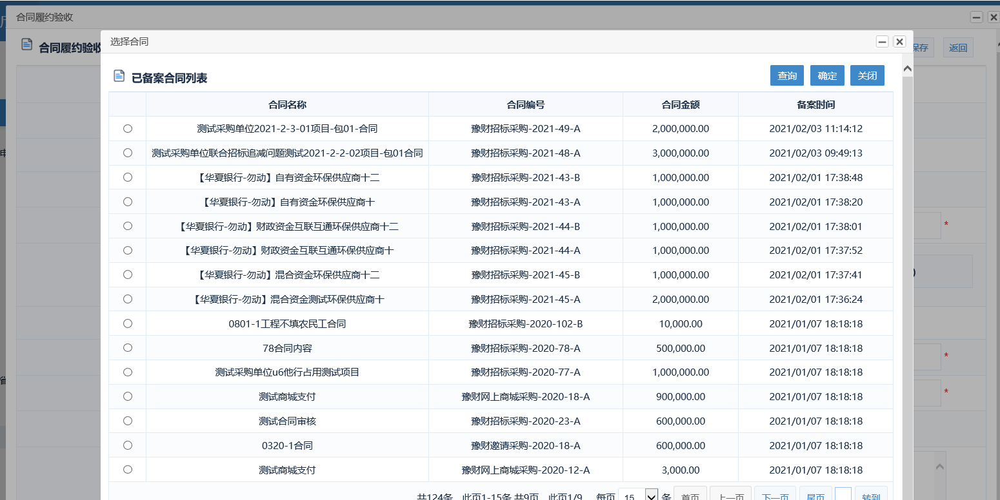 合同履约验收
合同履约验收
保存 返回
选择合同
已备案合同列表
查询 确定 关闭
合同名称 合同编号 合同金额 备案时间
测试采购单位2021-2-3-01项目-包01-合同 豫财招标采购-2021-49-A 2,000,000.00 2021/02/03 11:14:12
测试采购单位联合招标追减问题测试2021-2-2-02项目-包01合同 豫财招标采购-2021-48-A 3,000,000.00 2021/02/03 09:49:13
【华夏银行-勿动】自有资金环保供应商十二 豫财招标采购-2021-43-B 1,000,000.00 2021/02/01 17:38:48
【华夏银行-勿动】自有资金环保供应商十 豫财招标采购-2021-43-A 1,000,000.00 2021/02/01 17:38:20
【华夏银行-勿动】财政资金互联互通环保供应商十二 豫财招标采购-2021-44-B 1,000,000.00 2021/02/01 17:38:01
【华夏银行-勿动】财政资金互联互通环保供应商十 豫财招标采购-2021-44-A 1,000,000.00 2021/02/01 17:37:52
【华夏银行-勿动】混合资金环保供应商十二 豫财招标采购-2021-45-B 1,000,000.00 2021/02/01 17:37:41
【华夏银行-勿动】混合资金测试环保供应商十 豫财招标采购-2021-45-A 2,000,000.00 2021/02/01 17:36:24
0801-1工程不填农民工合同 豫财招标采购-2020-102-B 10,000.00 2021/01/07 18:18:18
78合同内容 豫财招标采购-2020-78-A 500,000.00 2021/01/07 18:18:18
测试采购单位u6他行占用测试项目 豫财招标采购-2020-77-A 1,000,000.00 2021/01/07 18:18:18
测试商城支付 豫财网上商城采购-2020-18-A 900,000.00 2021/01/07 18:18:18
测试合同审核 豫财招标采购-2020-23-A 600,000.00 2021/01/07 18:18:18
0320-1合同 豫财邀请采购-2020-18-A 600,000.00 2021/01/07 18:18:18
测试商城支付 豫财网上商城采购-2020-12-A 3,000.00 2021/01/07 18:18:18
共124条 此页1-15条 共9页 此页1/9 每页 15 条 首页 上一页 下一页 尾页 转到